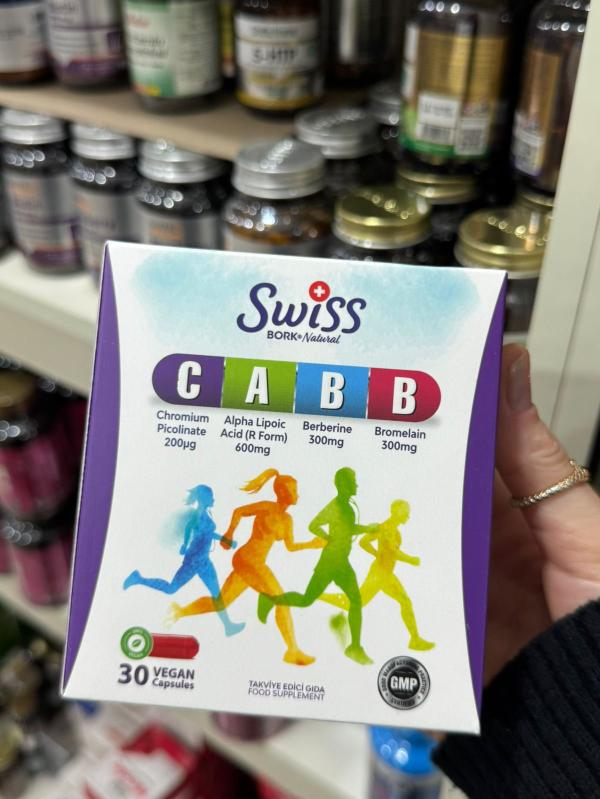 5-HTP
Swiss
BORK® Natural
C A B B
Chromium
Picolinate
200µg
Alpha Lipoic
Acid (R Form)
600mg
Berberine
300mg
Bromelain
300mg
30 VEGAN
Capsules
TAKVİYE EDİCİ GIDA
FOOD SUPPLEMENT
GMP